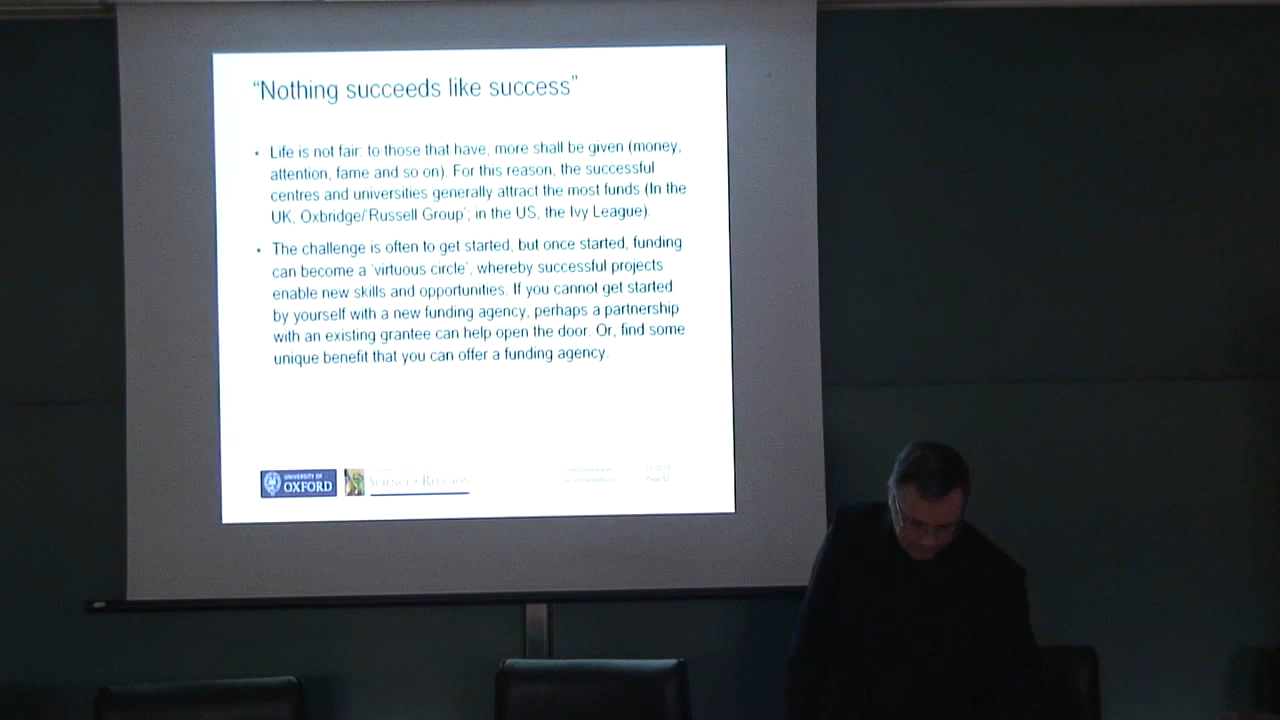 “Nothing succeeds like success”
• Life is not fair: to those that have, more shall be given (money,
attention, fame and so on). For this reason, the successful
centres and universities generally attract the most funds (In the
UK, Oxbridge/‘Russell Group’; in the US, the Ivy League).
• The challenge is often to get started, but once started, funding
can become a ‘virtuous circle’, whereby successful projects
enable new skills and opportunities. If you cannot get started
by yourself with a new funding agency, perhaps a partnership
with an existing grantee can help open the door. Or, find some
unique benefit that you can offer a funding agency.
UNIVERSITY OF
OXFORD
SCIENCE & RELIGION